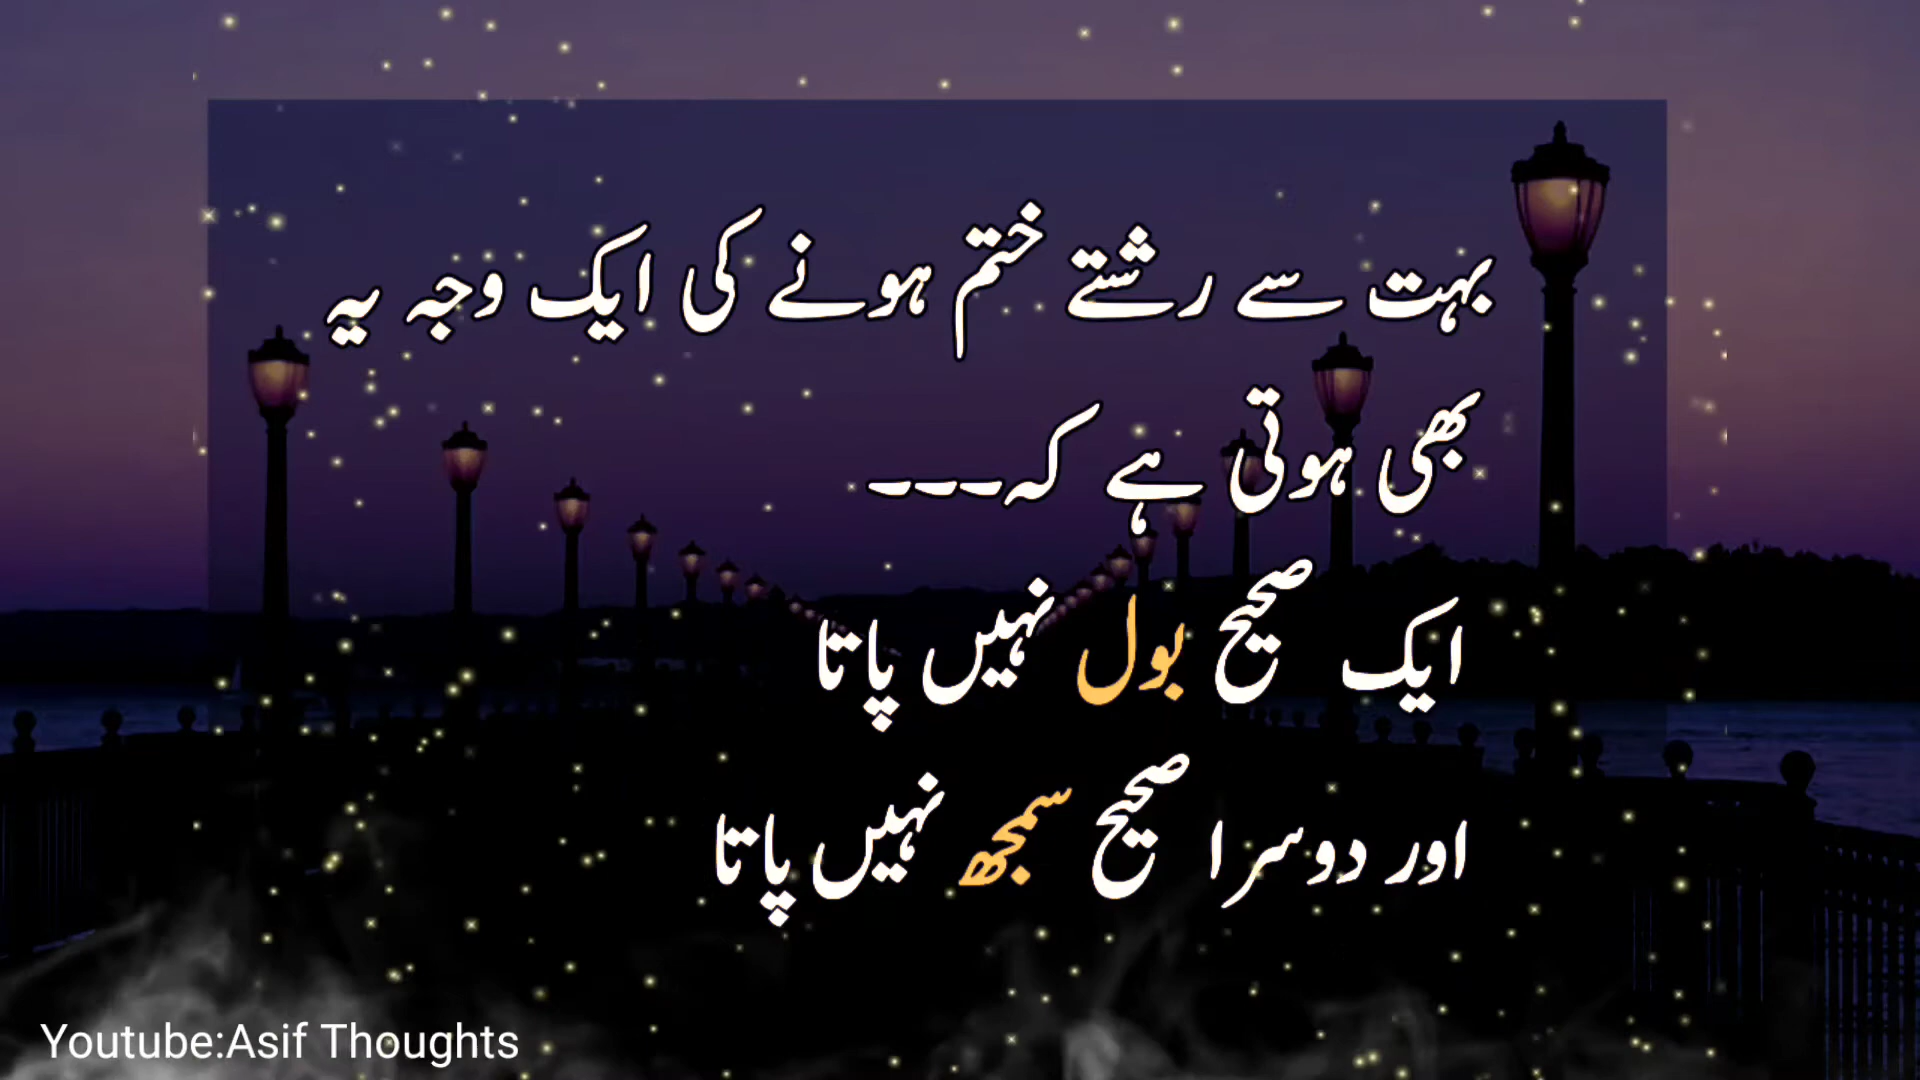 بہت سے رشتے ختم ہونے کی ایک وجہ یہ
بھی ہوتی ہے کہ۔۔۔
ایک صحیح بول نہیں پاتا
اور دوسرا صحیح سمجھ نہیں پاتا
Youtube:Asif Thoughts